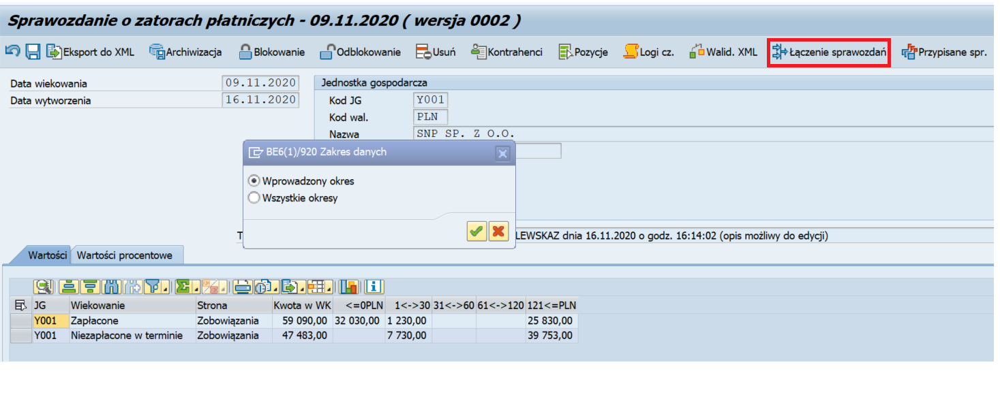 Sprawozdanie o zatorach płatniczych - 09.11.2020 ( wersja 0002 )
Eksport do XML Archiwizacja Blokowanie Odblokowanie Usuń Kontrahenci Pozycje Logi cz. Walid. XML Łączenie sprawozdań Przypisane spr.
Data wiekowania 09.11.2020
Data wytworzenia 16.11.2020
Jednostka gospodarcza
Kod JG Y001
Kod wal. PLN
Nazwa SNP SP. Z O.O.
BE6(1)/920 Zakres danych
Wprowadzony okres
Wszystkie okresy
T LEWSKAZ dnia 16.11.2020 o godz. 16:14:02 (opis możliwy do edycji)
Wartości Wartości procentowe
JG Wiekowanie Strona Kwota w WK <=0PLN 1<->30 31<->60 61<->120 121<=PLN
Y001 Zapłacone Zobowiązania 59 090,00 32 030,00 1 230,00 25 830,00
Y001 Niezapłacone w terminie Zobowiązania 47 483,00 7 730,00 39 753,00